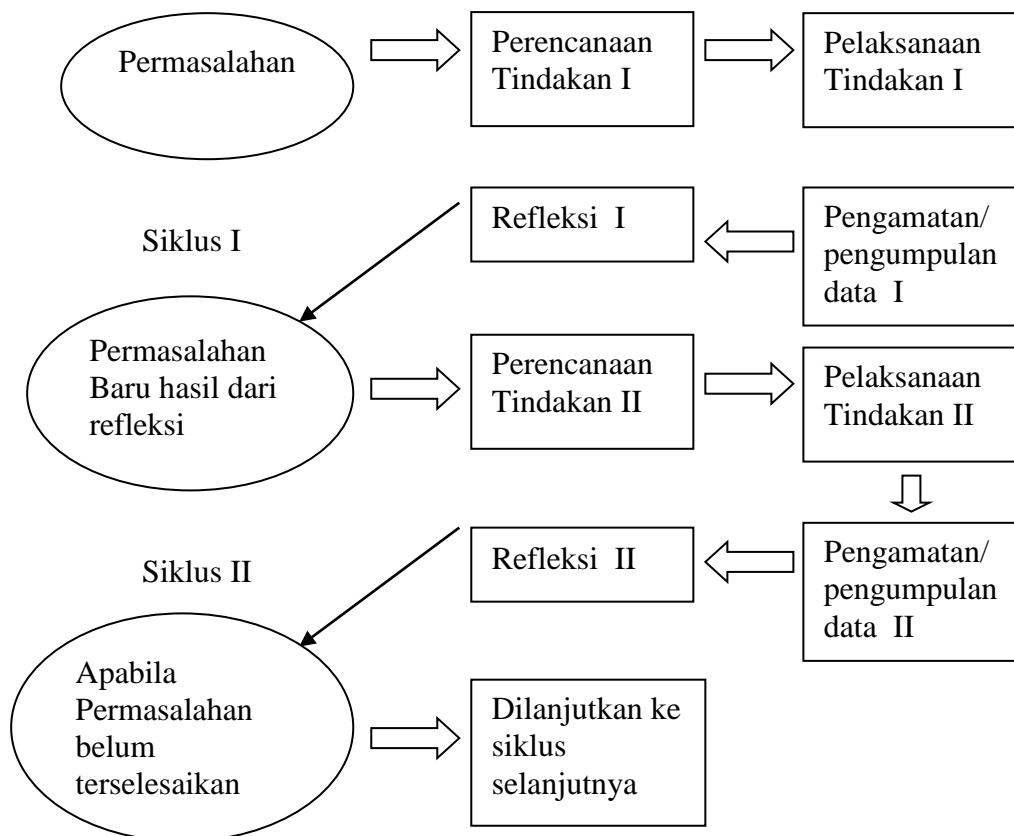 Permasalahan
Perencanaan
Tindakan I
Pelaksanaan
Tindakan I
Siklus I
Refleksi I
Pengamatan/
pengumpulan
data I
Permasalahan
Baru hasil dari
refleksi
Perencanaan
Tindakan II
Pelaksanaan
Tindakan II
Siklus II
Refleksi II
Pengamatan/
pengumpulan
data II
Apabila
Permasalahan
belum
terselesaikan
Dilanjutkan ke
siklus
selanjutnya